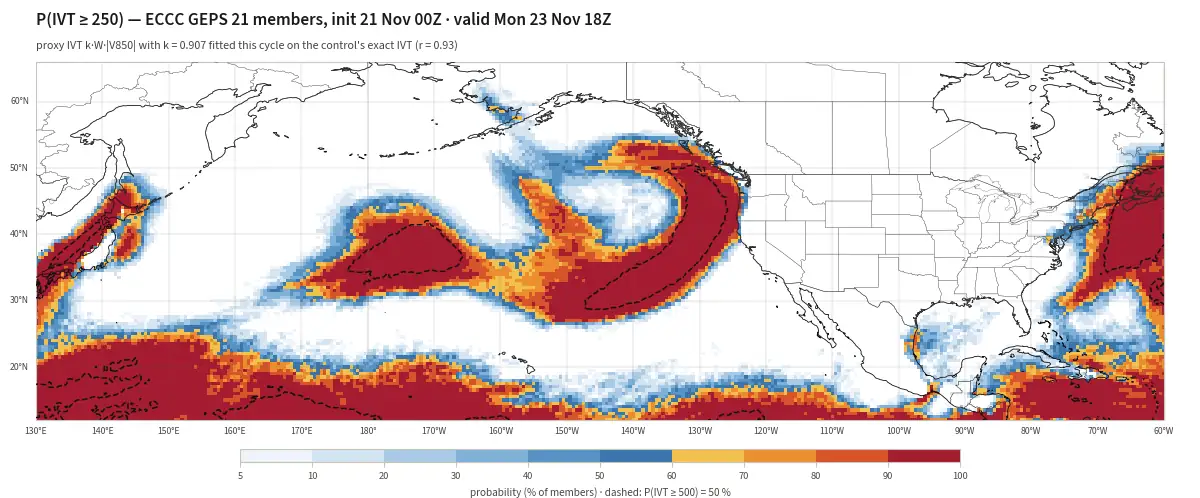 P(IVT ≥ 250) — ECCC GEPS 21 members, init 21 Nov 00Z · valid Mon 23 Nov 18Z
proxy IVT k·W·|V850| with k = 0.907 fitted this cycle on the control's exact IVT (r = 0.93)
60°N
50°N
40°N
30°N
20°N
130°E 140°E 150°E 160°E 170°E 180° 170°W 160°W 150°W 140°W 130°W 120°W 110°W 100°W 90°W 80°W 70°W 60°W
5 10 20 30 40 50 60 70 80 90 100
probability (% of members) · dashed: P(IVT ≥ 500) = 50 %